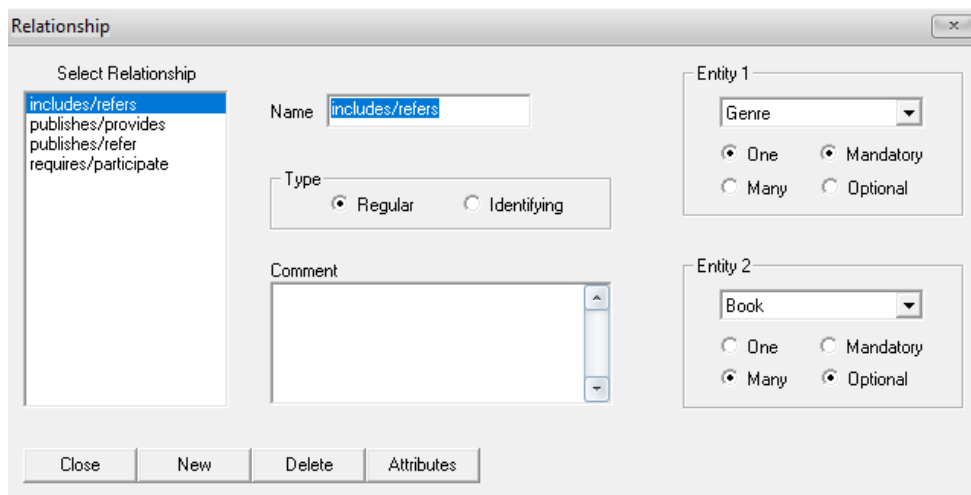 Relationship
Select Relationship
includes/refers
publishes/provides
publishes/refer
requires/participate
Name includes/refers
Type
Regular Identifying
Comment
Entity 1
Genre
One Mandatory
Many Optional
Entity 2
Book
One Mandatory
Many Optional
Close New Delete Attributes